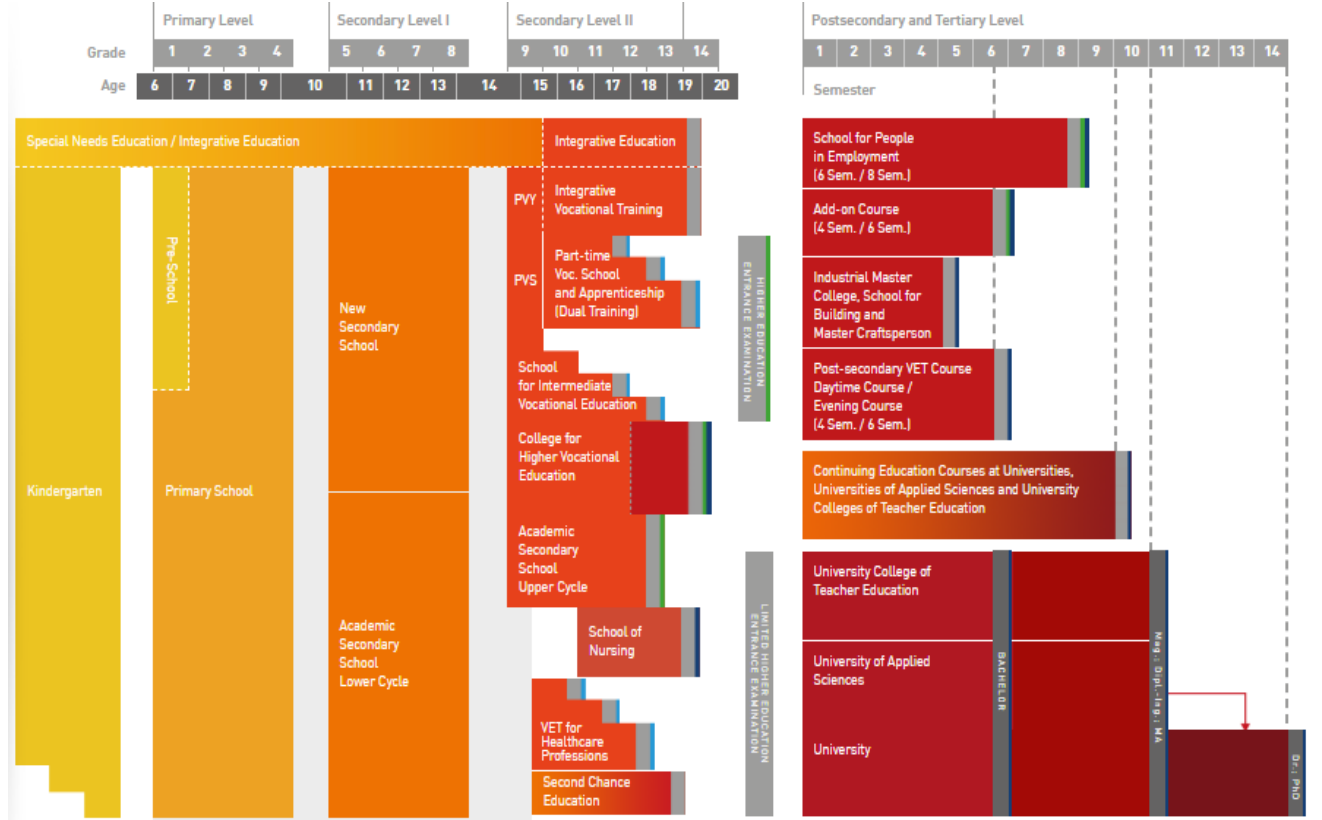 Primary Level
Secondary Level I
Secondary Level II
Postsecondary and Tertiary Level
Grade
1 2 3 4
5 6 7 8
9 10 11 12 13 14
1 2 3 4 5 6 7 8 9 10 11 12 13 14
Age
6 7 8 9 10 11 12 13 14 15 16 17 18 19 20
Semester
Special Needs Education / Integrative Education
Integrative Education
Pre-School
Kindergarten
Primary School
New
Secondary
School
Academic
Secondary
School
Lower Cycle
PVY
Integrative
Vocational Training
PVS
Part-time
Voc. School
and Apprenticeship
(Dual Training)
School
for Intermediate
Vocational Education
College for
Higher Vocational
Education
Academic
Secondary
School
Upper Cycle
School of
Nursing
VET for
Healthcare
Professions
Second Chance
Education
HIGHER EDUCATION
ENTRANCE EXAMINATION
LIMITED HIGHER EDUCATION
ENTRANCE EXAMINATION
School for People
in Employment
(6 Sem. / 8 Sem.)
Add-on Course
(4 Sem. / 6 Sem.)
Industrial Master
College, School for
Building and
Master Craftsperson
Post-secondary VET Course
Daytime Course /
Evening Course
(4 Sem. / 6 Sem.)
Continuing Education Courses at Universities,
Universities of Applied Sciences and University
Colleges of Teacher Education
University College of
Teacher Education
University of Applied
Sciences
University
BACHELOR
Mag.; Dipl.-Ing.; MA
Dr.; PhD